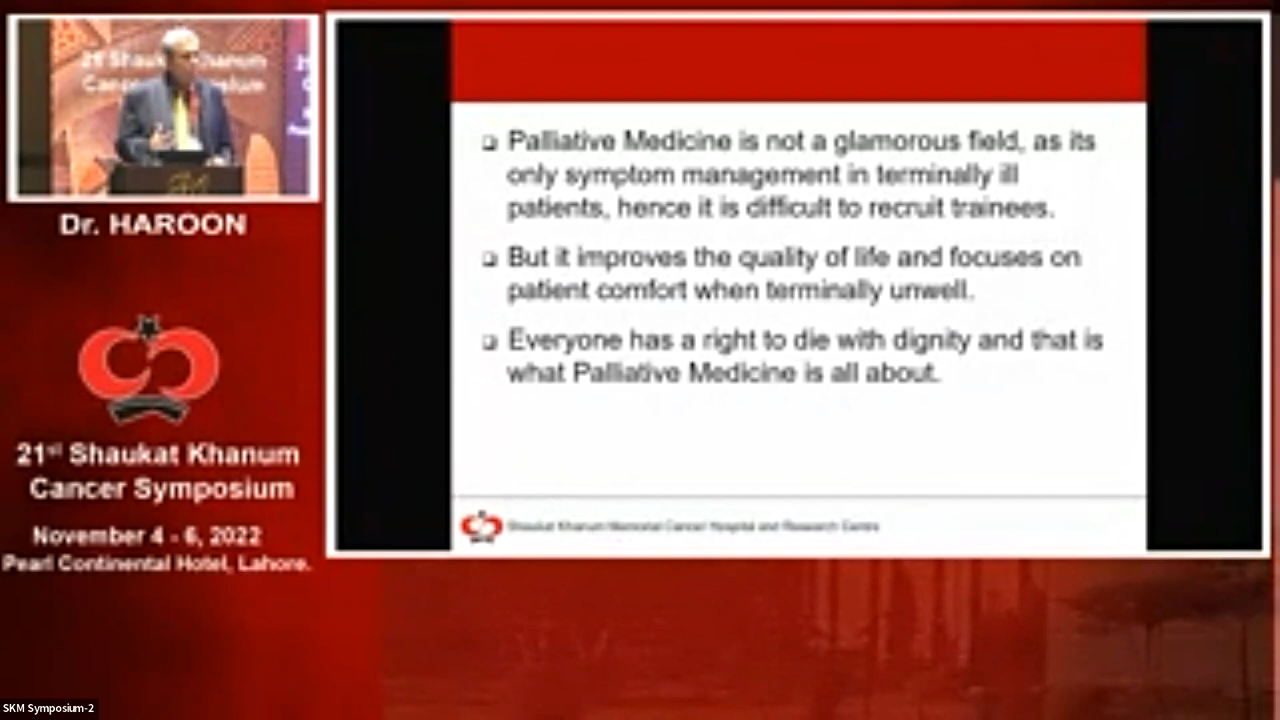 21 Shaukat Khanum
Dr. HAROON
21st Shaukat Khanum
Cancer Symposium
November 4 - 6, 2022
Pearl Continental Hotel, Lahore.
❑ Palliative Medicine is not a glamorous field, as its
only symptom management in terminally ill
patients, hence it is difficult to recruit trainees.
❑ But it improves the quality of life and focuses on
patient comfort when terminally unwell.
❑ Everyone has a right to die with dignity and that is
what Palliative Medicine is all about.
Shaukat Khanum Memorial Cancer Hospital and Research Centre
SKM Symposium-2